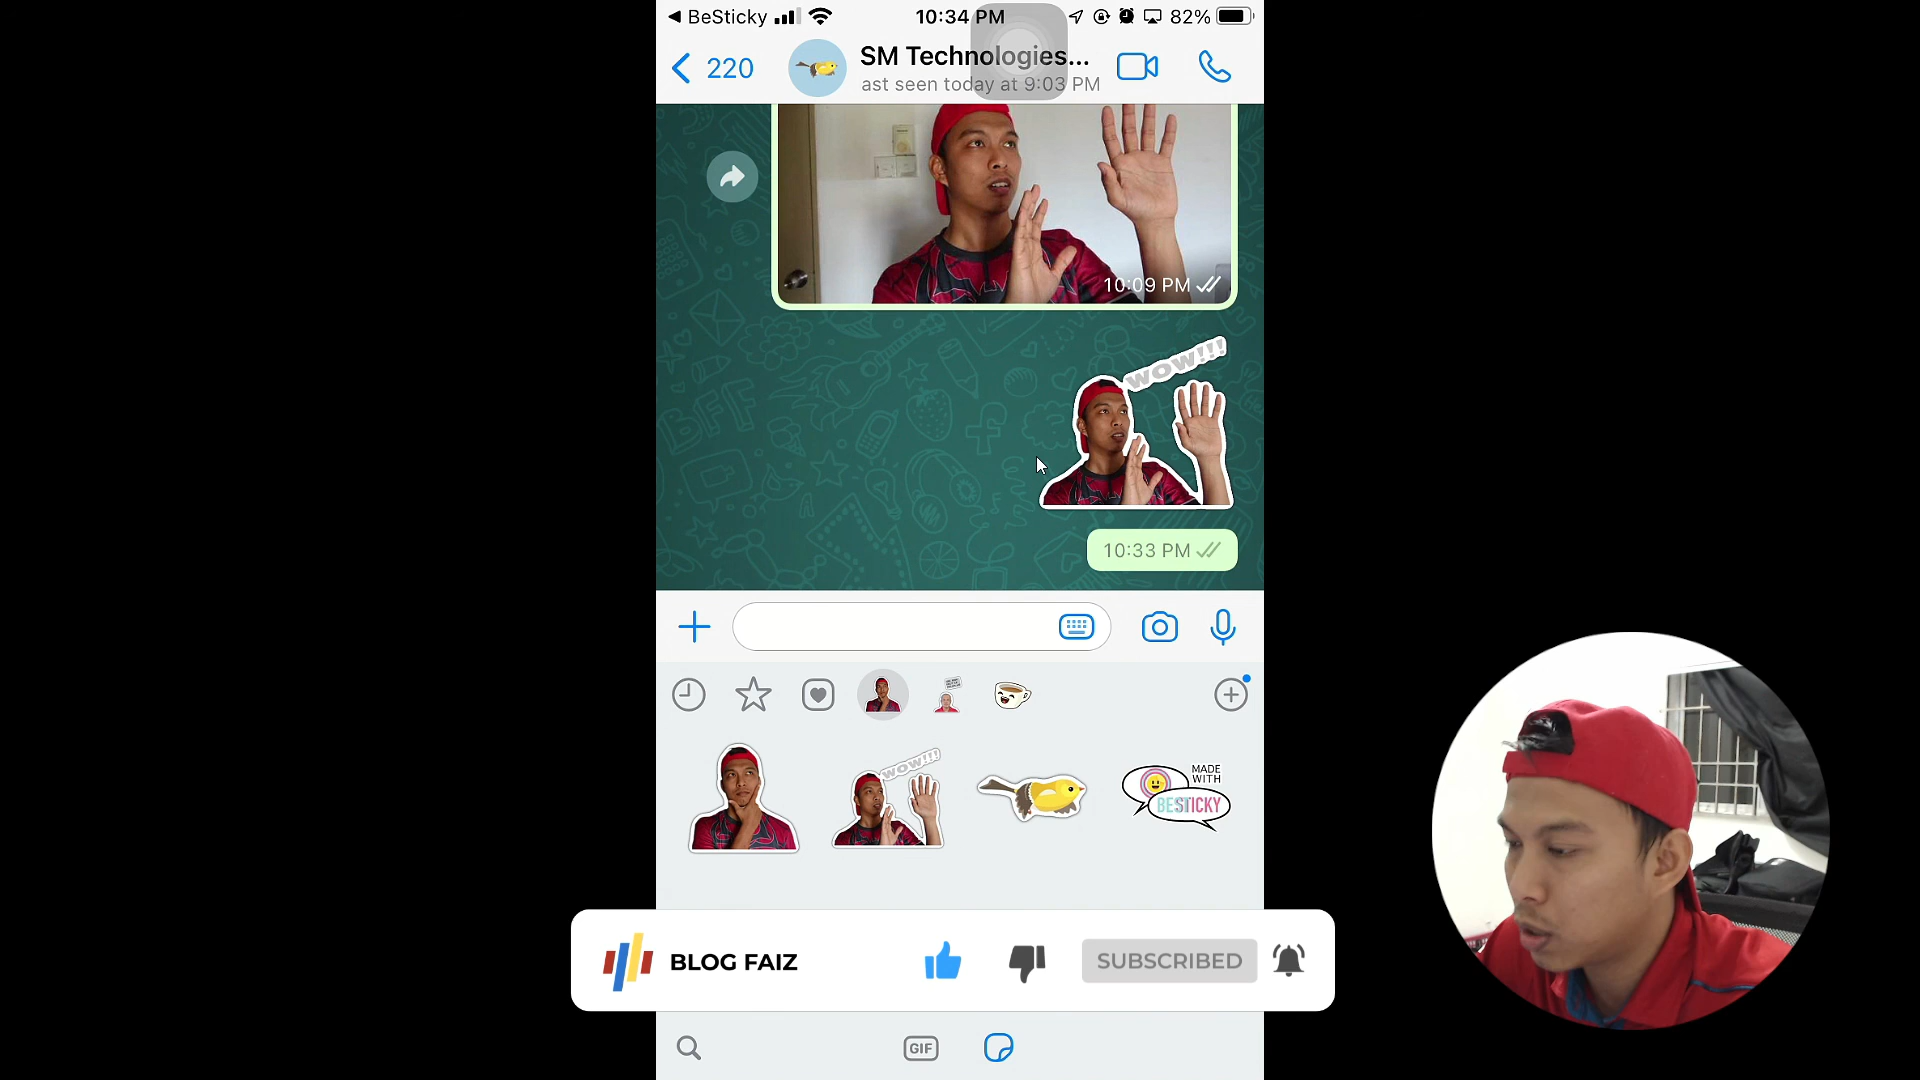 BeSticky
10:34 PM
82%
220
SM Technologies...
ast seen today at 9:03 PM
10:09 PM
WOW!!!
10:33 PM
WOW!!!
MADE
WITH
BESTICKY
BLOG FAIZ
SUBSCRIBED
GIF